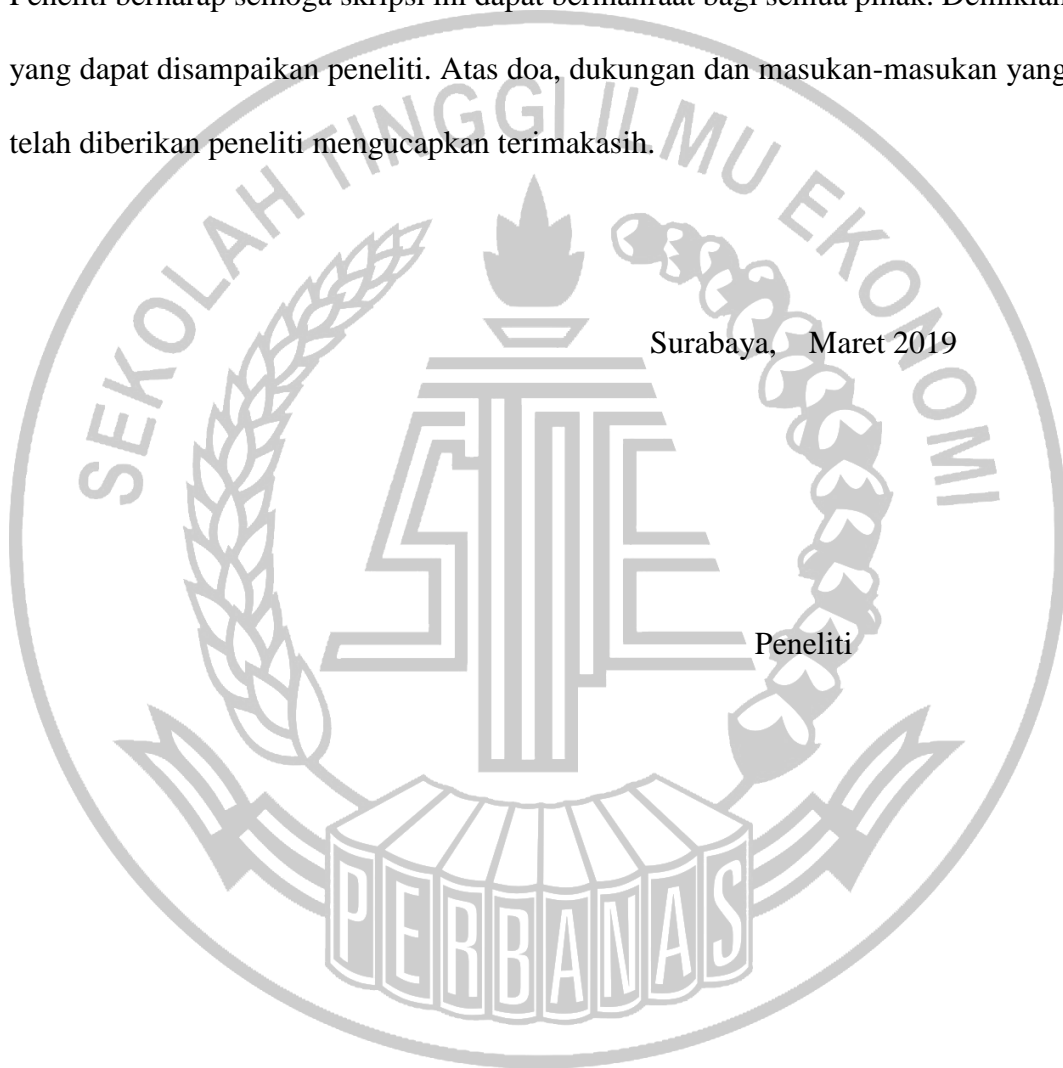 Peneliti berharap semoga skripsi ini dapat bermanfaat bagi semua pihak. Demikian
yang dapat disampaikan peneliti. Atas doa, dukungan dan masukan-masukan yang
telah diberikan peneliti mengucapkan terimakasih.
SEKOLAH TINGGI ILMU EKONOMI
Surabaya, Maret 2019
STIE
Peneliti
PERBANAS